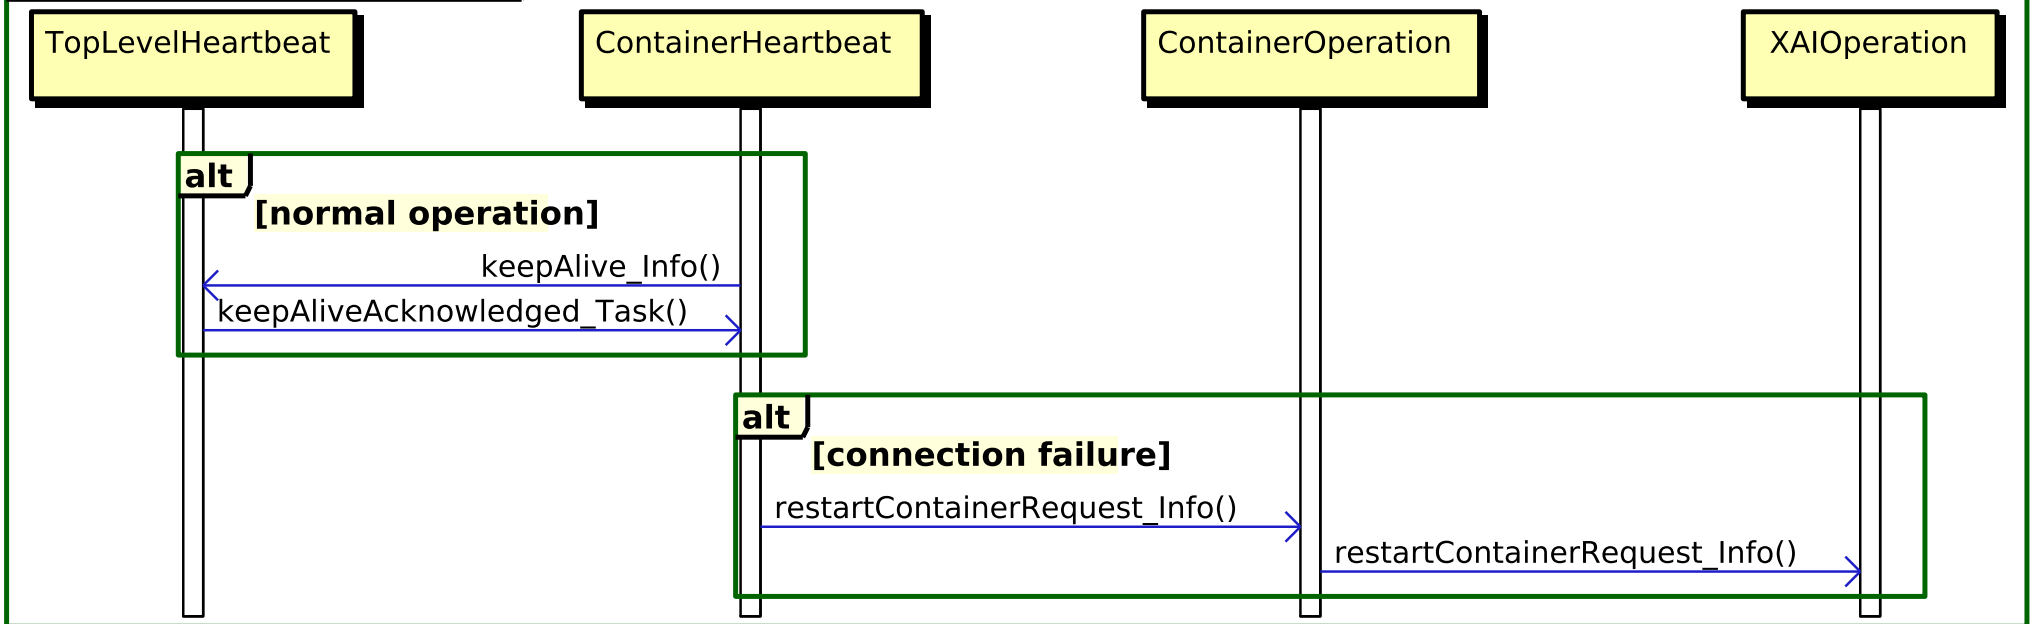 TopLevelHeartbeat
ContainerHeartbeat
ContainerOperation
XAIOperation
alt
[normal operation]
keepAlive_Info()
keepAliveAcknowledged_Task()
alt
[connection failure]
restartContainerRequest_Info()
restartContainerRequest_Info()